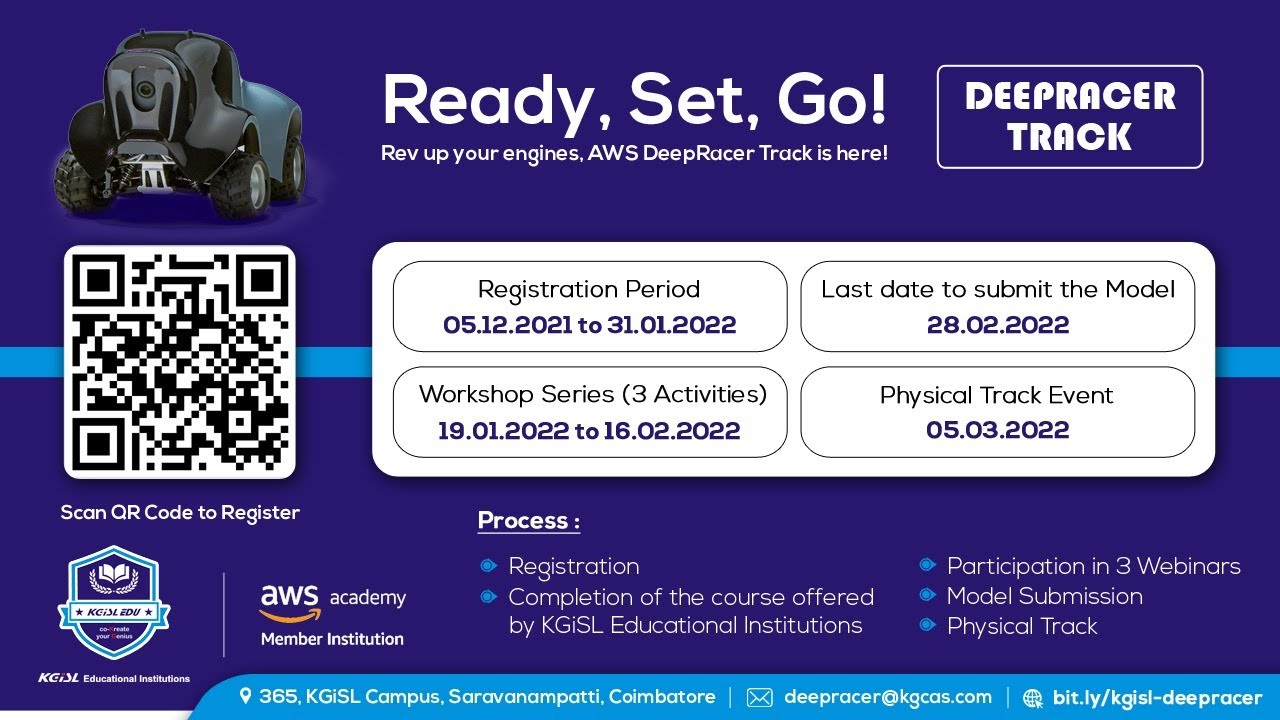 Ready, Set, Go!
Rev up your engines, AWS DeepRacer Track is here!
DEEPRACER
TRACK
Registration Period
05.12.2021 to 31.01.2022
Last date to submit the Model
28.02.2022
Workshop Series (3 Activities)
19.01.2022 to 16.02.2022
Physical Track Event
05.03.2022
Scan QR Code to Register
Process :
Registration
Completion of the course offered
by KGiSL Educational Institutions
Participation in 3 Webinars
Model Submission
Physical Track
KGiSL EDU
co-Kreate
your Genius
KGiSL Educational Institutions
aws academy
Member Institution
365, KGiSL Campus, Saravanampatti, Coimbatore
deepracer@kgcas.com
bit.ly/kgisl-deepracer